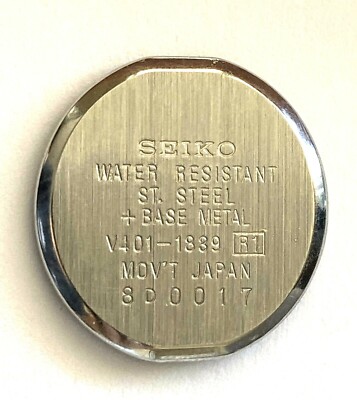 SEIKO
WATER RESISTANT
ST. STEEL
+ BASE METAL
V401-1839 R1
MOV'T JAPAN
8D0017